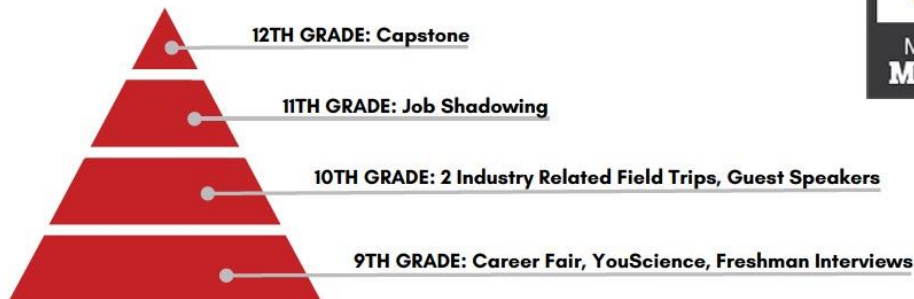 12TH GRADE: Capstone
11TH GRADE: Job Shadowing
10TH GRADE: 2 Industry Related Field Trips, Guest Speakers
9TH GRADE: Career Fair, YouScience, Freshman Interviews